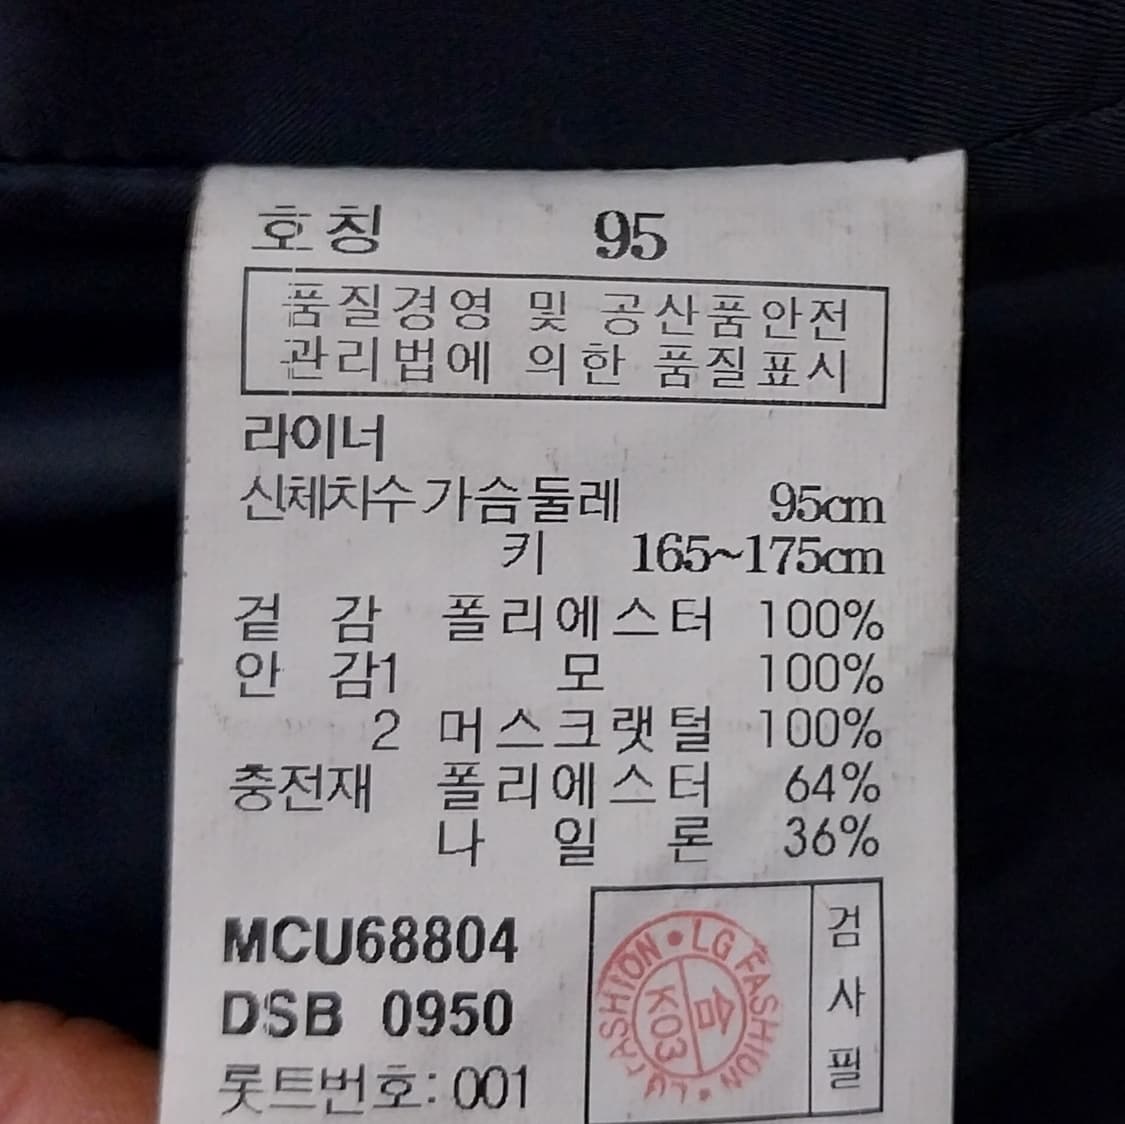 호칭 95
품질경영 및 공산품안전
관리법에 의한 품질표시
라이너
신체치수 가슴둘레 95cm
키 165~175cm
겉 감 폴리에스터 100%
안 감1 모 100%
2 머스크랫털 100%
충전재 폴리에스터 64%
나 일 론 36%
MCU68804
DSB 0950
롯트번호: 001
LG FASHION • LG FASHION •
합 K03
검사필